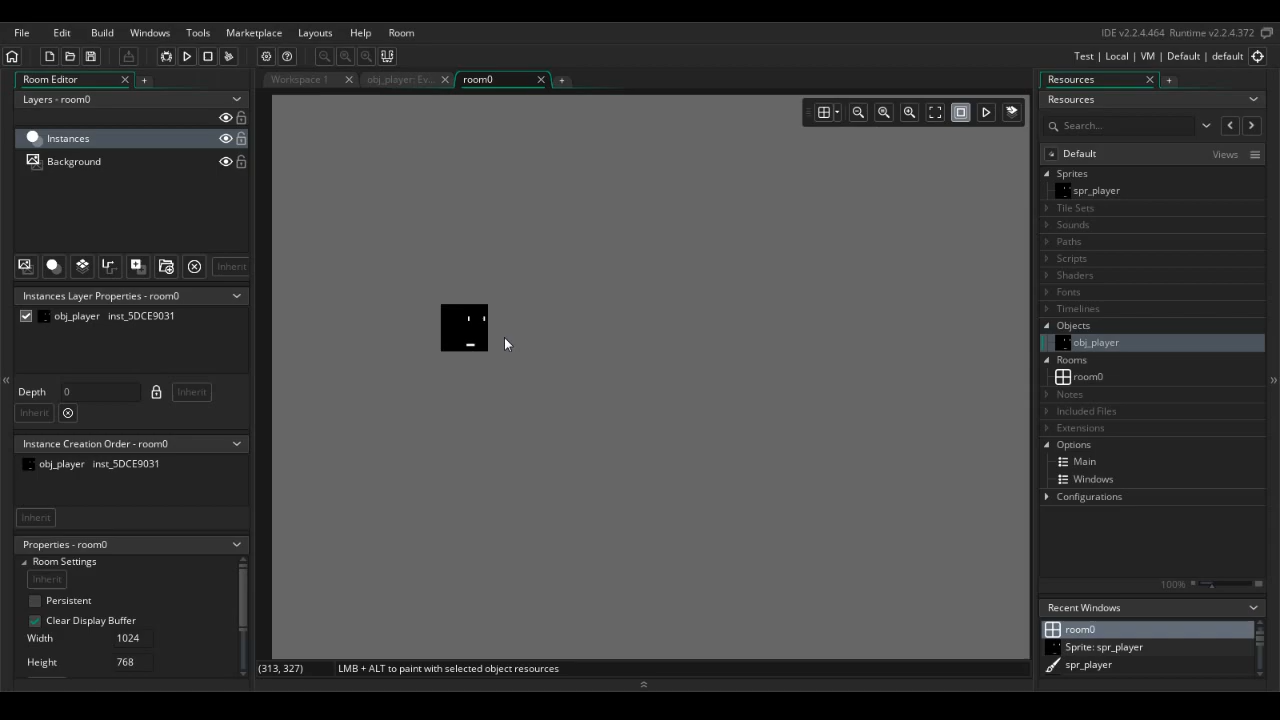 File Edit Build Windows Tools Marketplace Layouts Help Room IDE v2.2.4.464 Runtime v2.2.4.372
Test | Local | VM | Default | default
Room Editor
Workspace 1
obj_player: Ev...
room0
Resources
Layers - room0
Resources
Search...
Instances
Background
Default Views
Sprites
spr_player
Tile Sets
Sounds
Paths
Scripts
Shaders
Fonts
Timelines
Objects
obj_player
Rooms
room0
Notes
Included Files
Extensions
Options
Main
Windows
Configurations
100%
Inherit
Instances Layer Properties - room0
obj_player inst_5DCE9031
Depth 0 Inherit
Inherit
Instance Creation Order - room0
obj_player inst_5DCE9031
Inherit
Properties - room0
Room Settings
Inherit
Persistent
Clear Display Buffer
Width 1024
Height 768
(313, 327) LMB + ALT to paint with selected object resources
Recent Windows
room0
Sprite: spr_player
spr_player